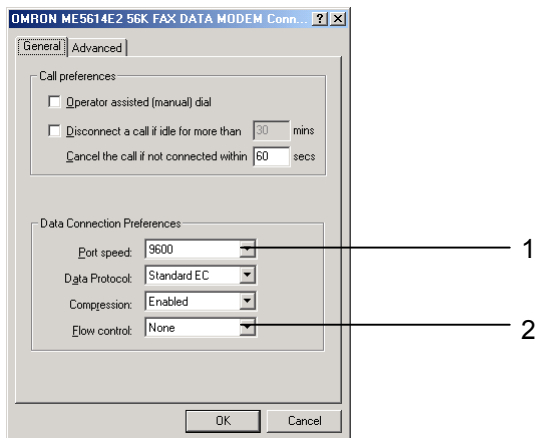 OMRON ME5614E2 56K FAX DATA MODEM Conn... ? ×
General Advanced
Call preferences
Operator assisted (manual) dial
Disconnect a call if idle for more than 30 mins
Cancel the call if not connected within 60 secs
Data Connection Preferences
Port speed: 9600 1
Data Protocol: Standard EC
Compression: Enabled
Flow control: None 2
OK Cancel